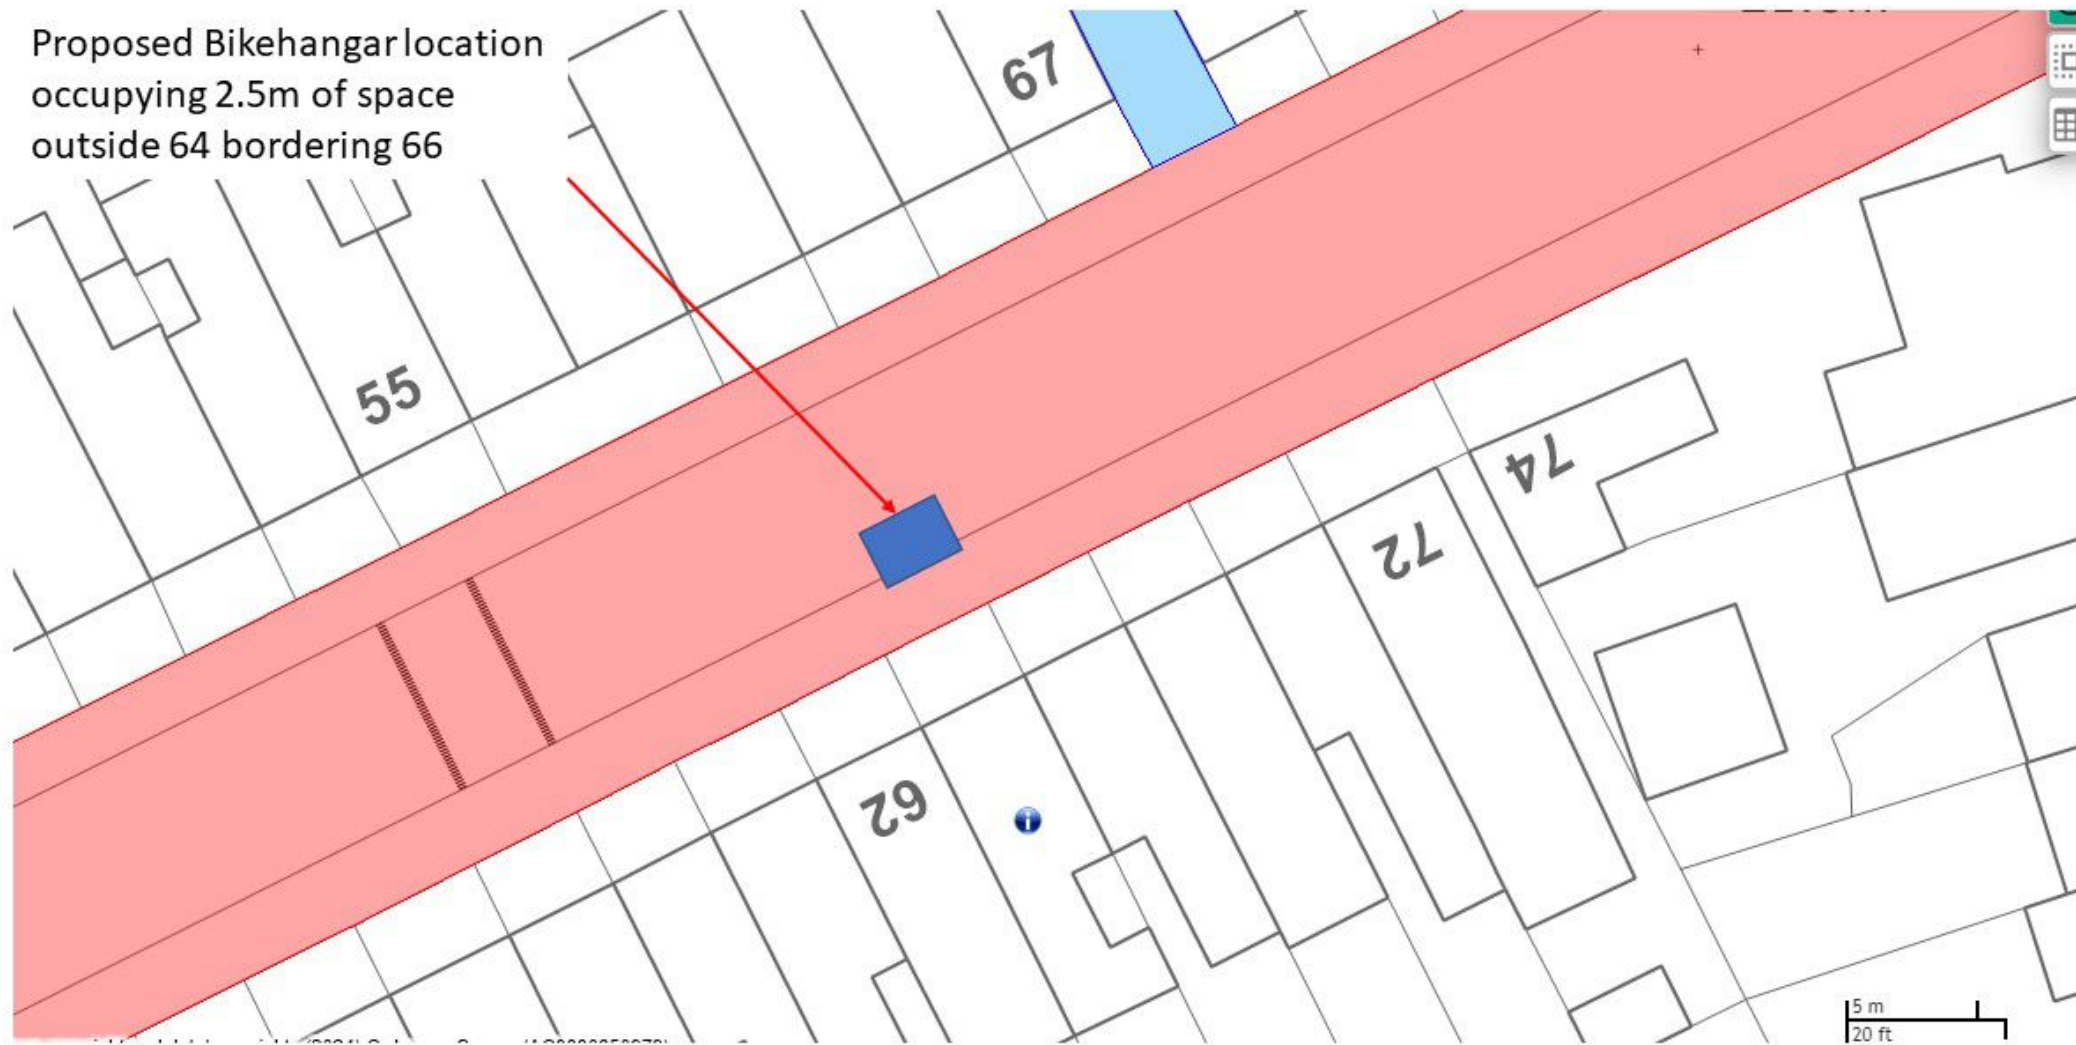 Proposed Bikehangar location
occupying 2.5m of space
outside 64 bordering 66
67
55
74
72
62
5 m
20 ft